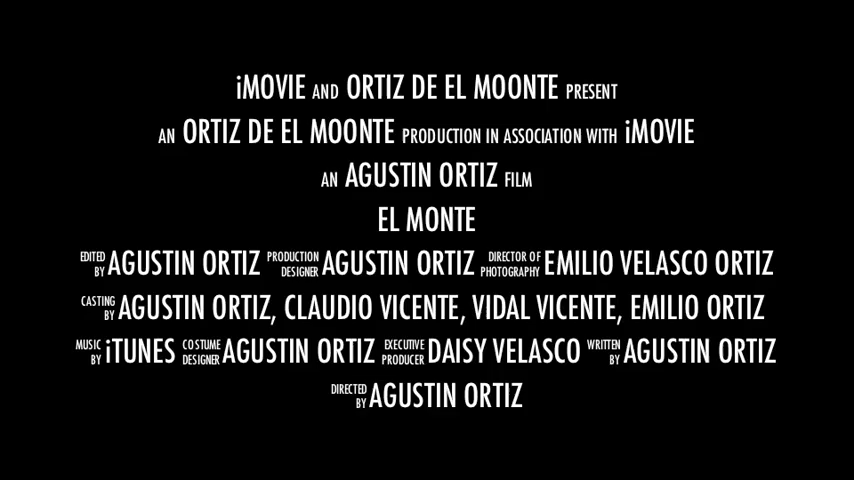 iMOVIE AND ORTIZ DE EL MOONTE PRESENT
AN ORTIZ DE EL MOONTE PRODUCTION IN ASSOCIATION WITH iMOVIE
AN AGUSTIN ORTIZ FILM
EL MONTE
EDITED BY AGUSTIN ORTIZ PRODUCTION DESIGNER AGUSTIN ORTIZ DIRECTOR OF PHOTOGRAPHY EMILIO VELASCO ORTIZ
CASTING BY AGUSTIN ORTIZ, CLAUDIO VICENTE, VIDAL VICENTE, EMILIO ORTIZ
MUSIC BY iTUNES COSTUME DESIGNER AGUSTIN ORTIZ EXECUTIVE PRODUCER DAISY VELASCO WRITTEN BY AGUSTIN ORTIZ
DIRECTED BY AGUSTIN ORTIZ